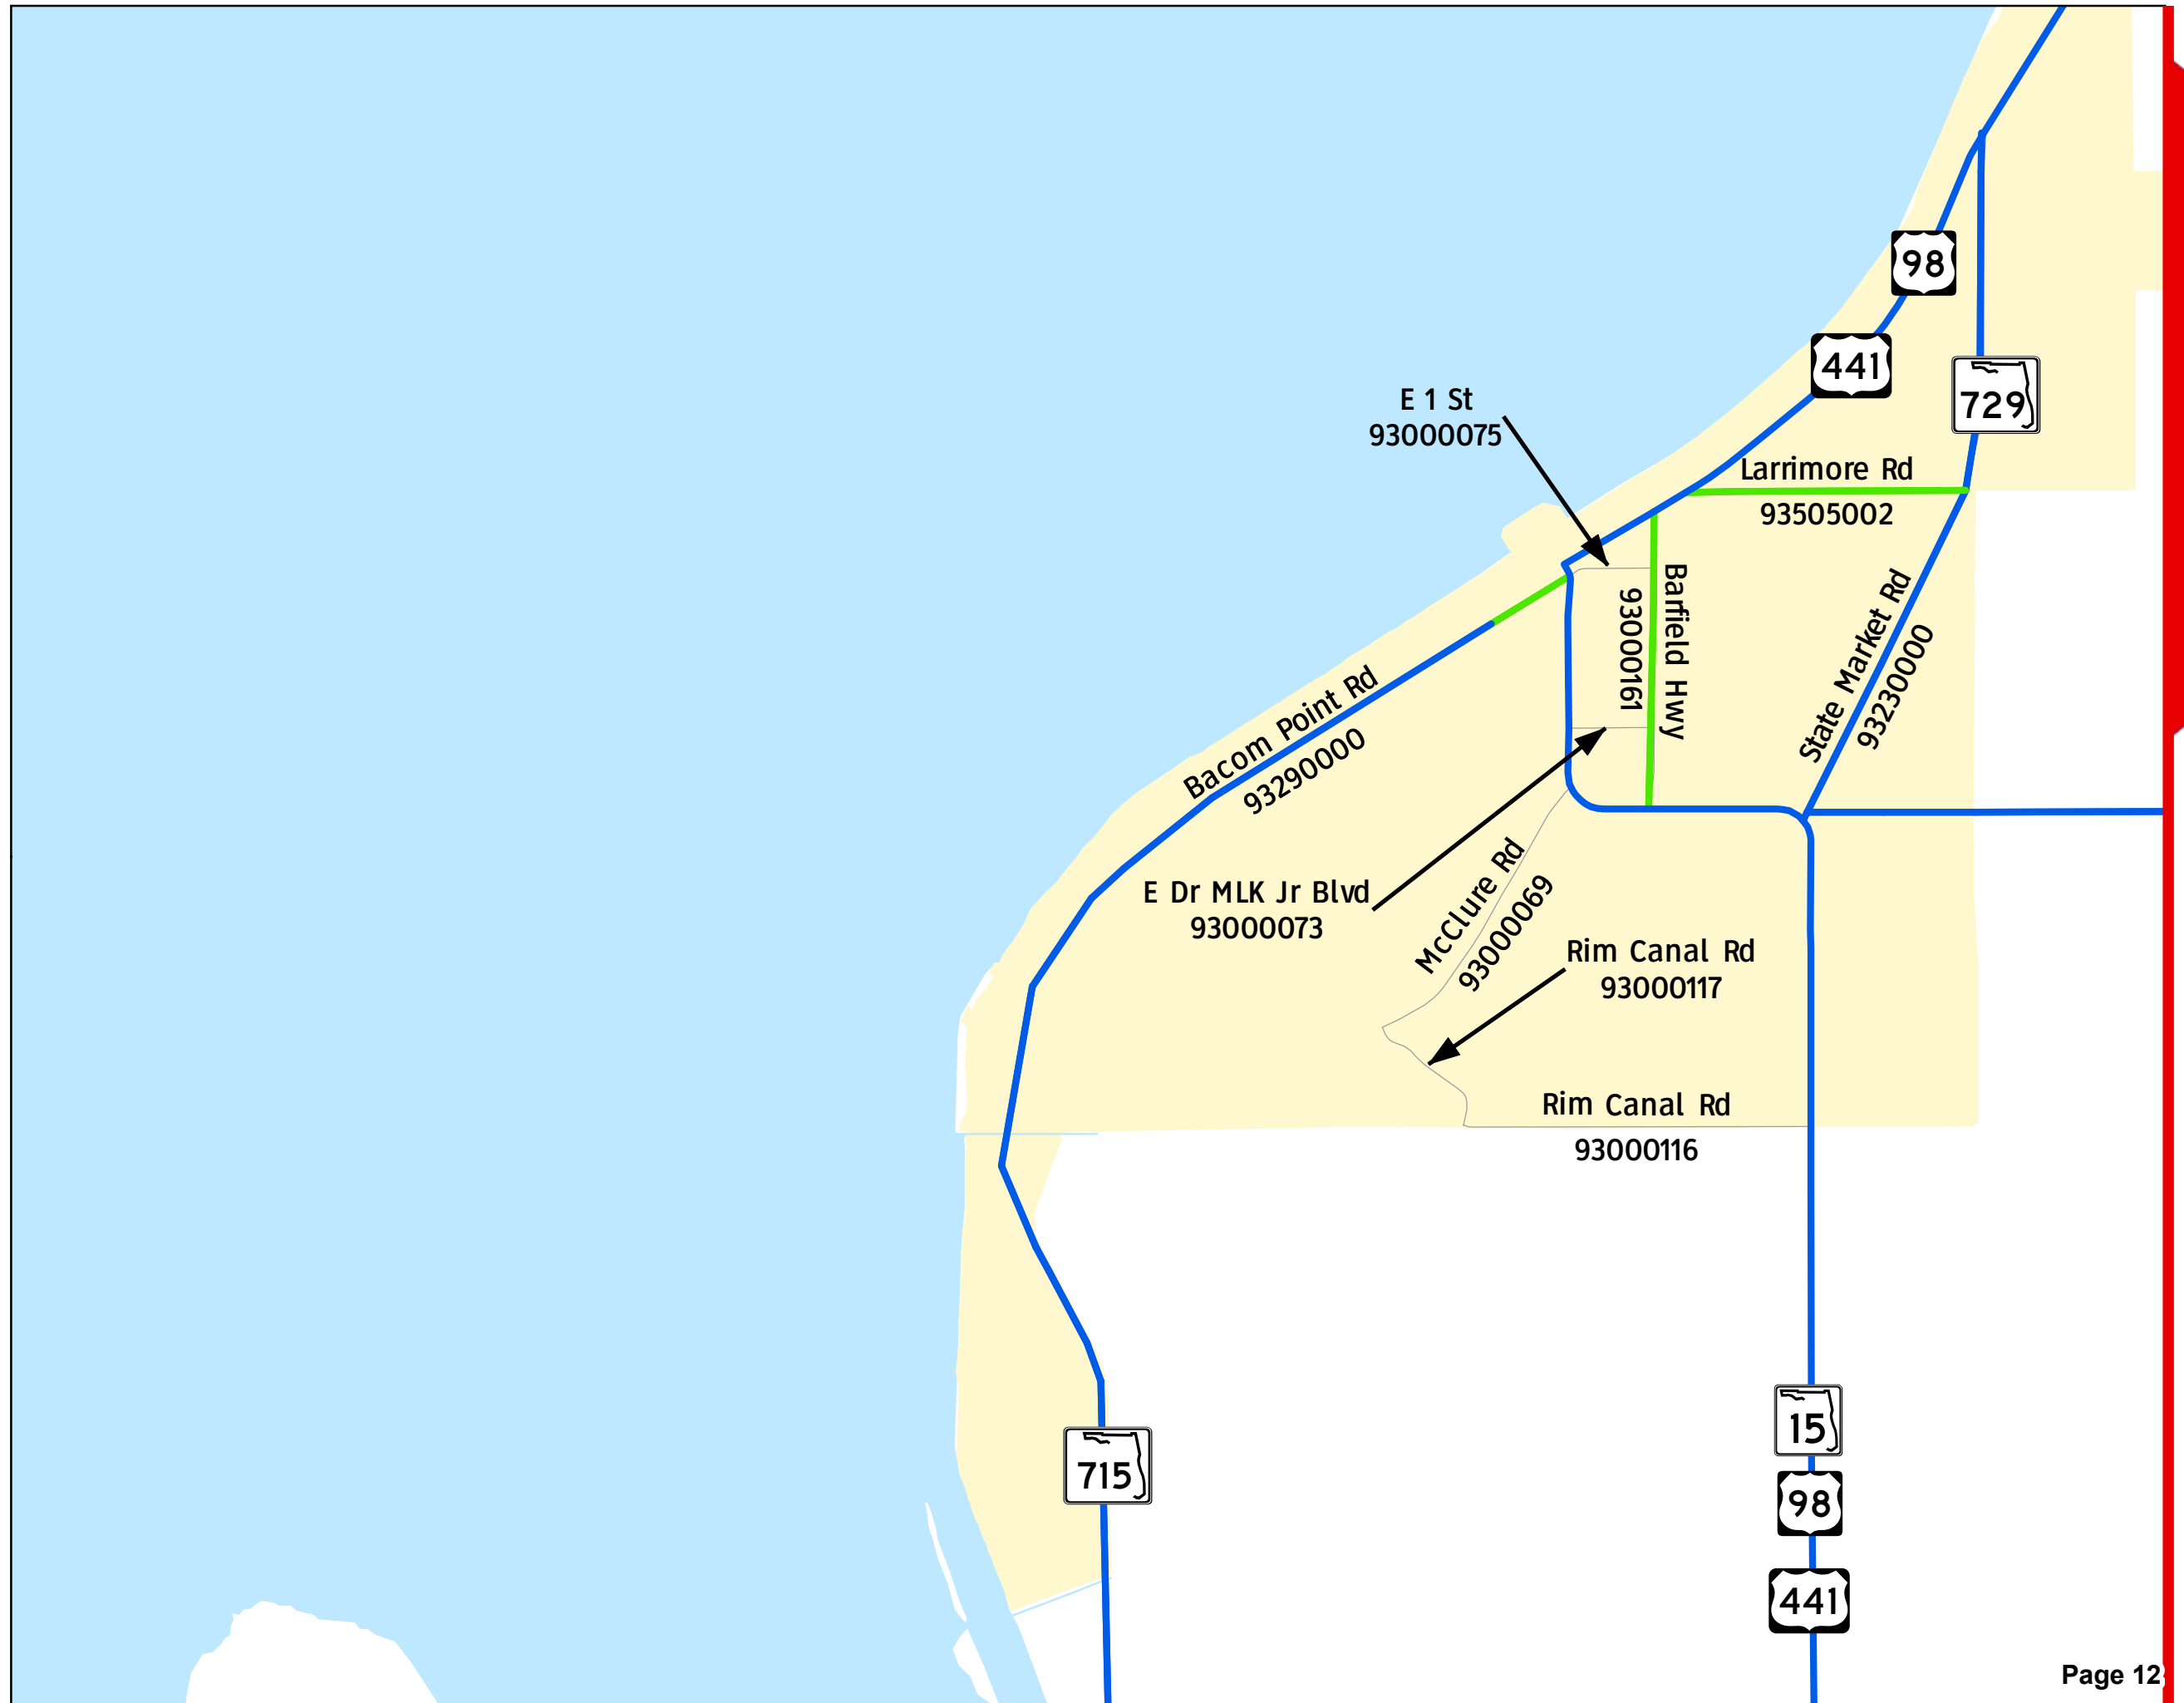 98
441
729
E 1 St
93000075
Larrimore Rd
93505002
Barfield Hwy
93000161
State Market Rd
93230000
Bacom Point Rd
93290000
E Dr MLK Jr Blvd
93000073
McClure Rd
93000069
Rim Canal Rd
93000117
Rim Canal Rd
93000116
15
715
98
441
Page 12